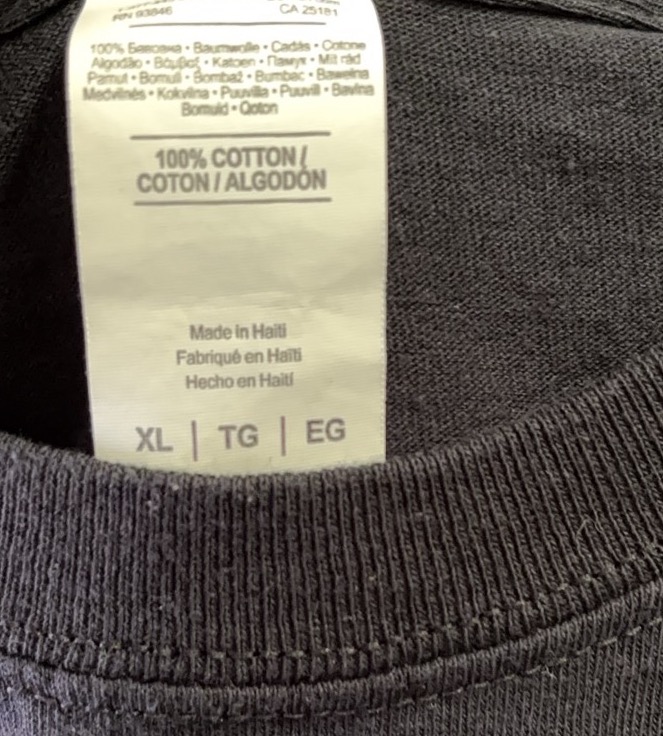 RN 93846 CA 25181
100% Бавовна • Baumwolle • Cadás • Cotone
Algodão • Βαμβάκι • Katoen • Памук • Mit rád
Pamut • Bomull • Bombaž • Bumbac • Bawełna
Medvilnės • Kokvilna • Puuvilla • Puuvill • Bavlna
Bomuld • Qoton
100% COTTON /
COTON / ALGODÓN
Made in Haiti
Fabriqué en Haïti
Hecho en Haití
XL | TG | EG